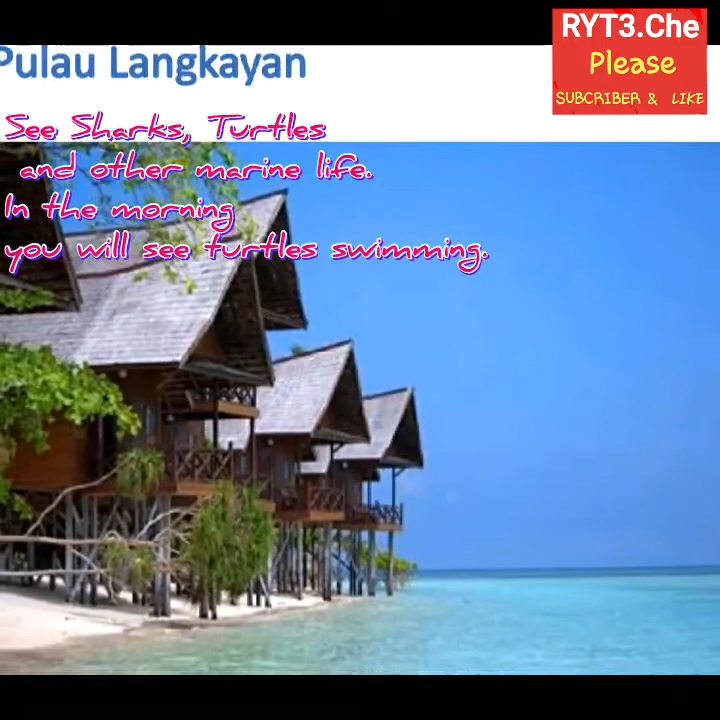 Pulau Langkayan
See Sharks, Turtles
and other marine life.
In the morning
you will see turtles swimming.
RYT3.Che
Please
SUBCRIBER & LIKE